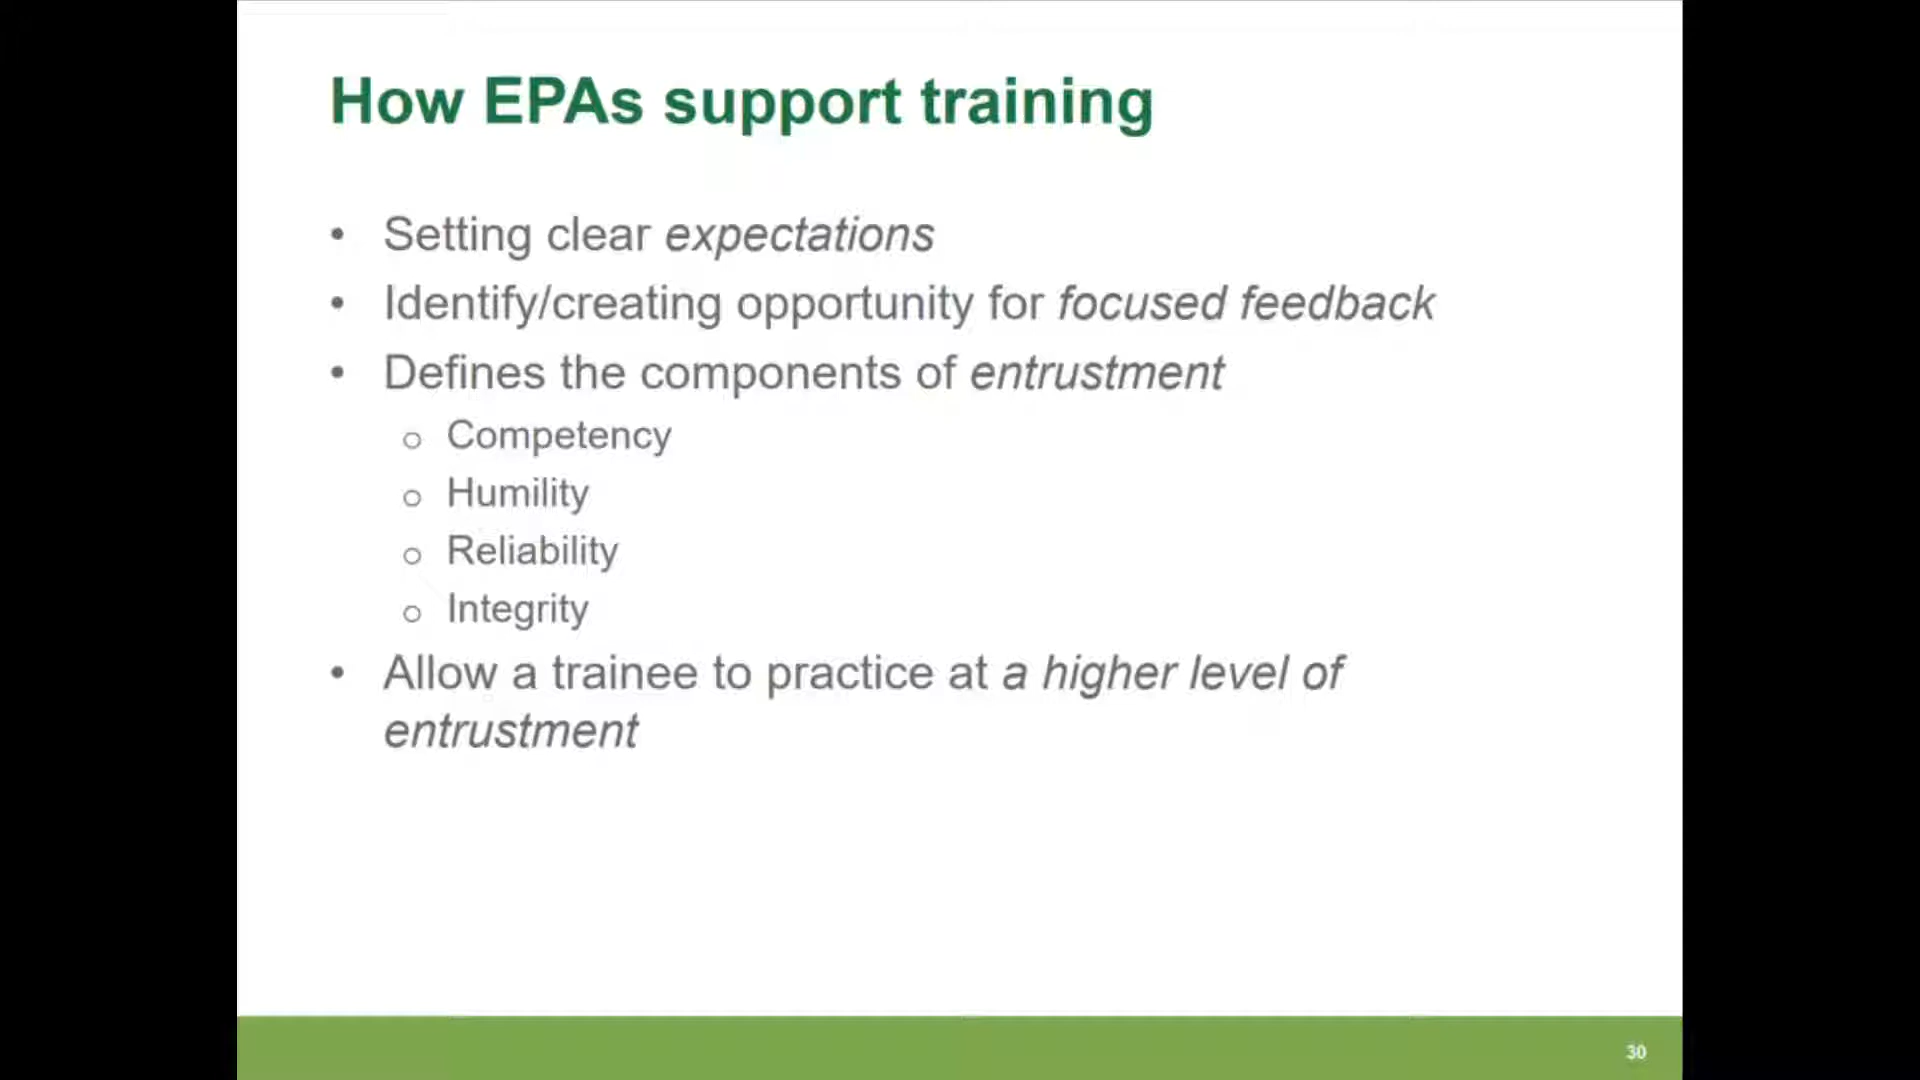 How EPAs support training
• Setting clear expectations
• Identify/creating opportunity for focused feedback
• Defines the components of entrustment
o Competency
o Humility
o Reliability
o Integrity
• Allow a trainee to practice at a higher level of
entrustment
30